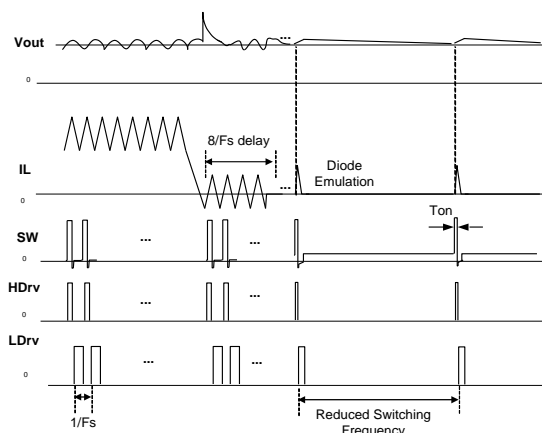 Vout
...
0
8/Fs delay
IL
...
Diode
Emulation
0
Ton
SW
...
...
0
HDrv
...
...
0
LDrv
...
...
0
1/Fs
Reduced Switching
Frequency